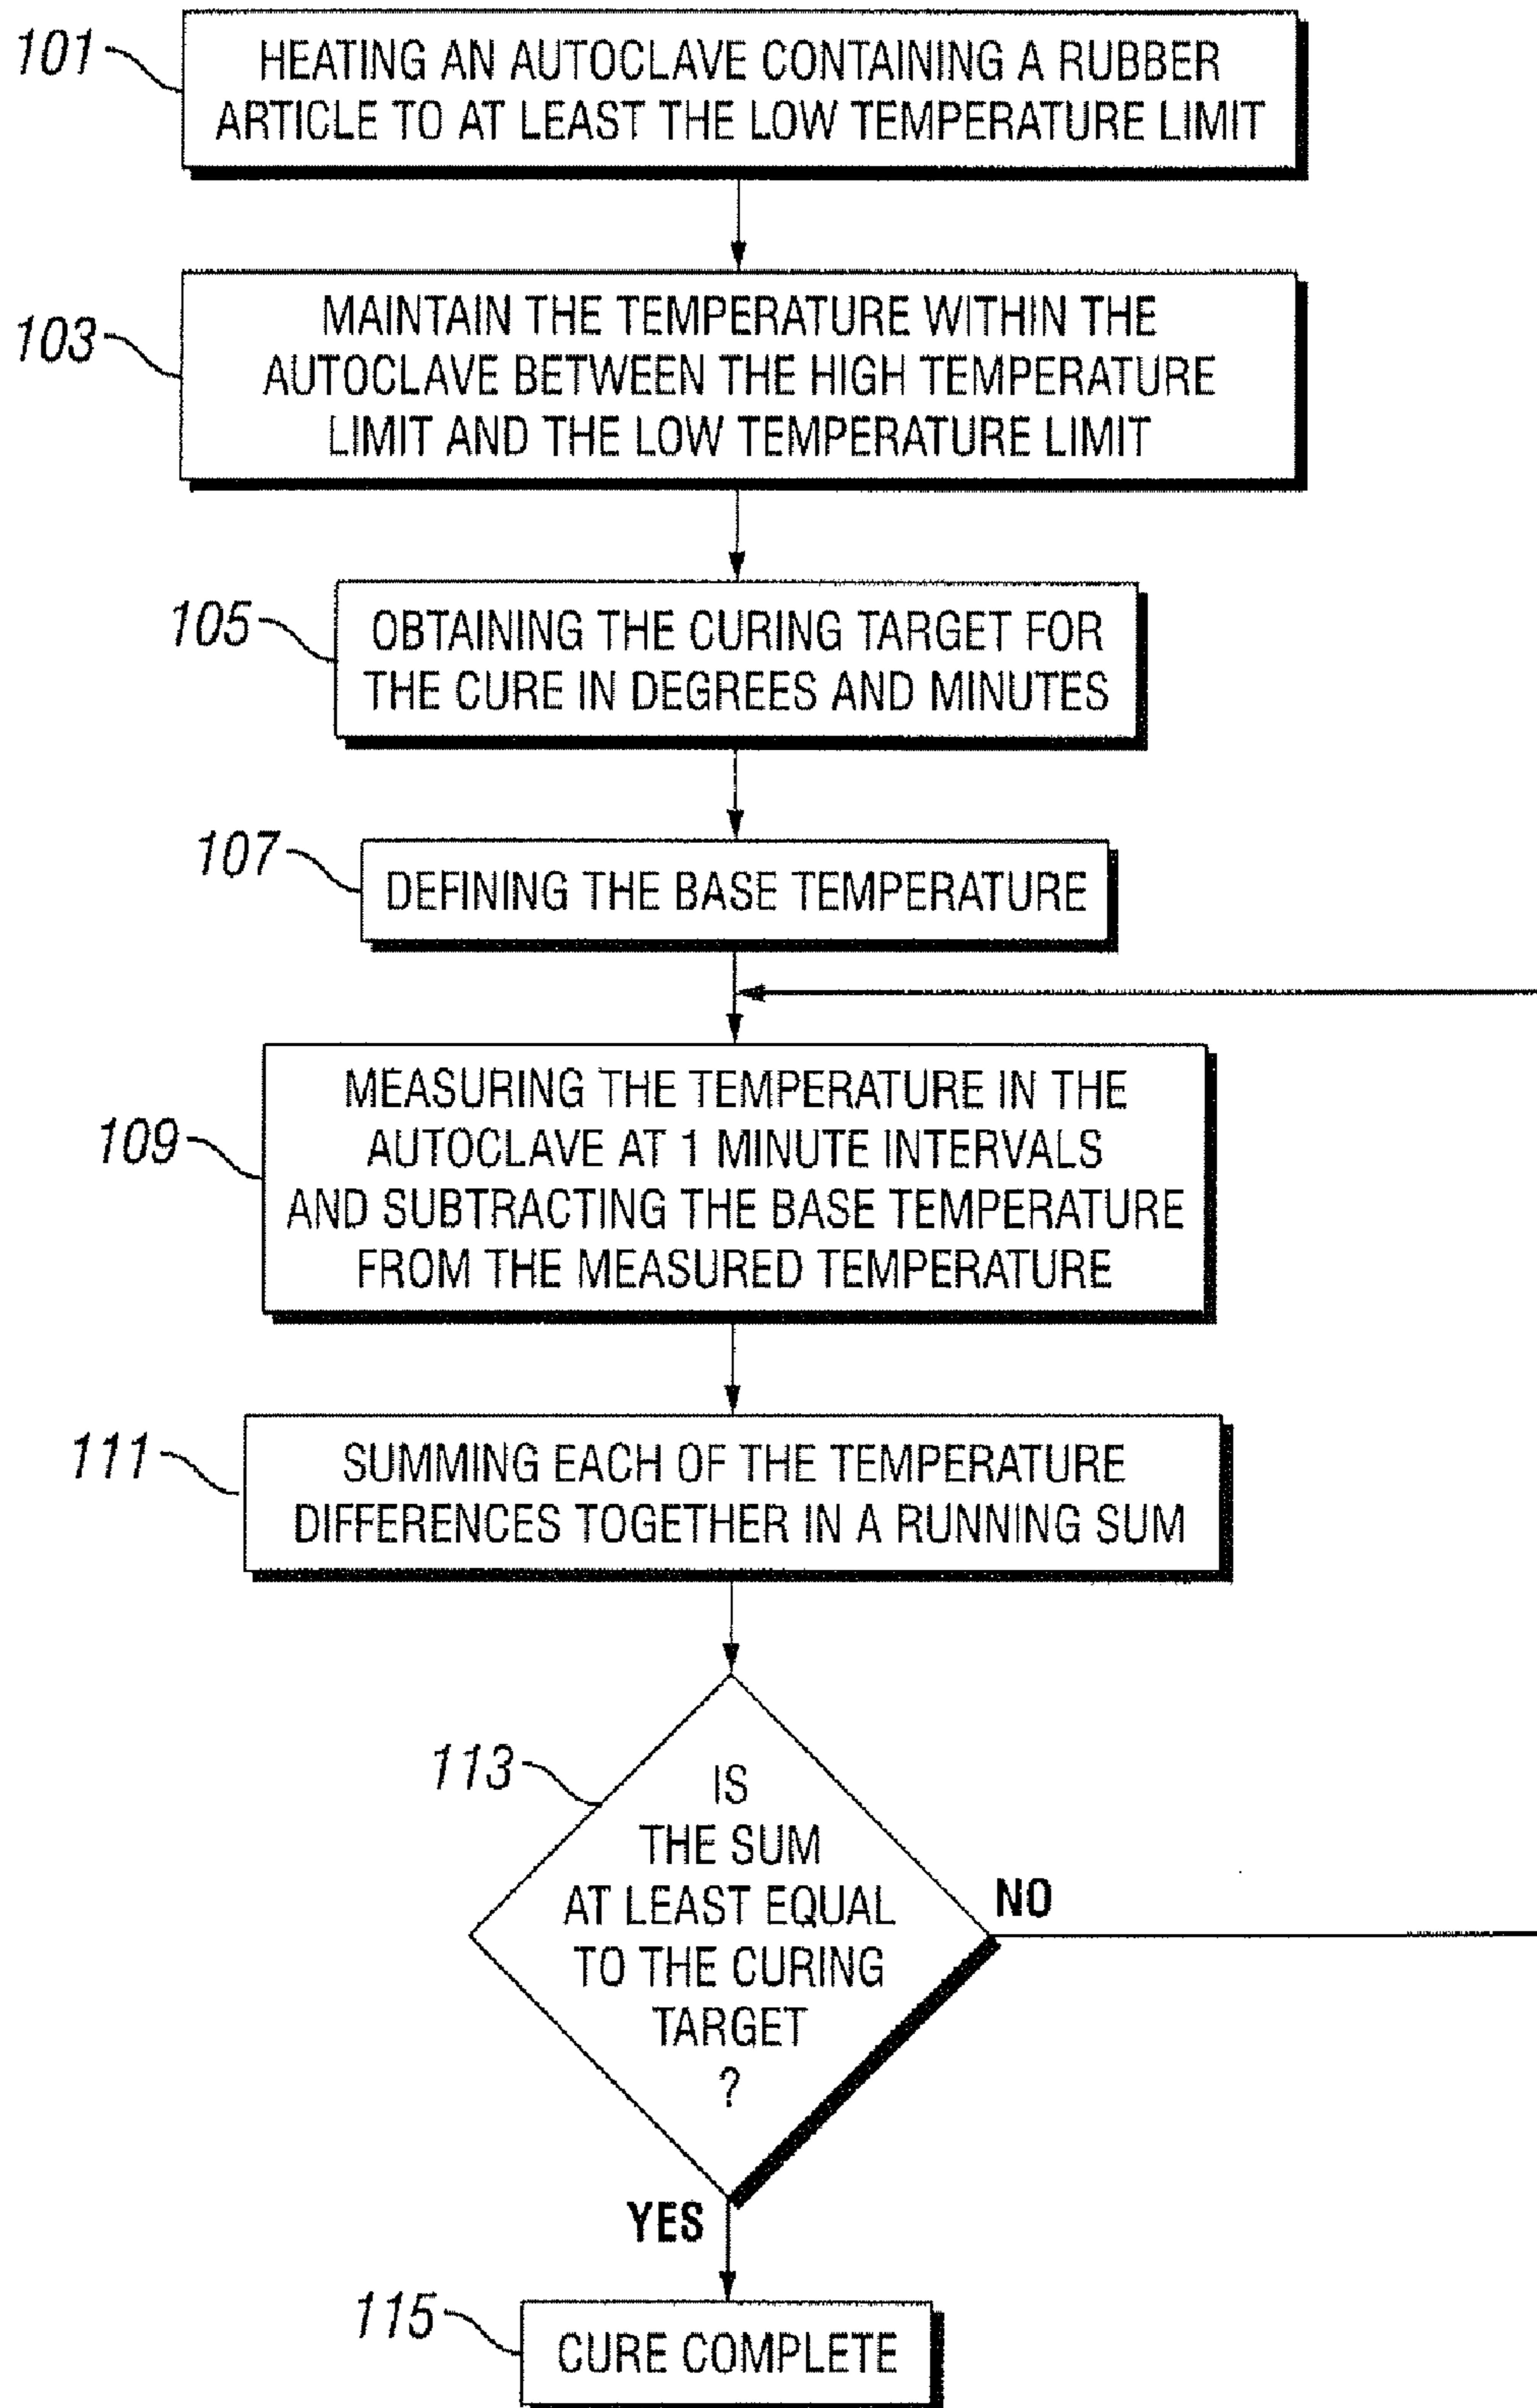 101
HEATING AN AUTOCLAVE CONTAINING A RUBBER
ARTICLE TO AT LEAST THE LOW TEMPERATURE LIMIT
103
MAINTAIN THE TEMPERATURE WITHIN THE
AUTOCLAVE BETWEEN THE HIGH TEMPERATURE
LIMIT AND THE LOW TEMPERATURE LIMIT
105
OBTAINING THE CURING TARGET FOR
THE CURE IN DEGREES AND MINUTES
107
DEFINING THE BASE TEMPERATURE
109
MEASURING THE TEMPERATURE IN THE
AUTOCLAVE AT 1 MINUTE INTERVALS
AND SUBTRACTING THE BASE TEMPERATURE
FROM THE MEASURED TEMPERATURE
111
SUMMING EACH OF THE TEMPERATURE
DIFFERENCES TOGETHER IN A RUNNING SUM
113
IS
THE SUM
AT LEAST EQUAL
TO THE CURING
TARGET
?
NO
YES
115
CURE COMPLETE